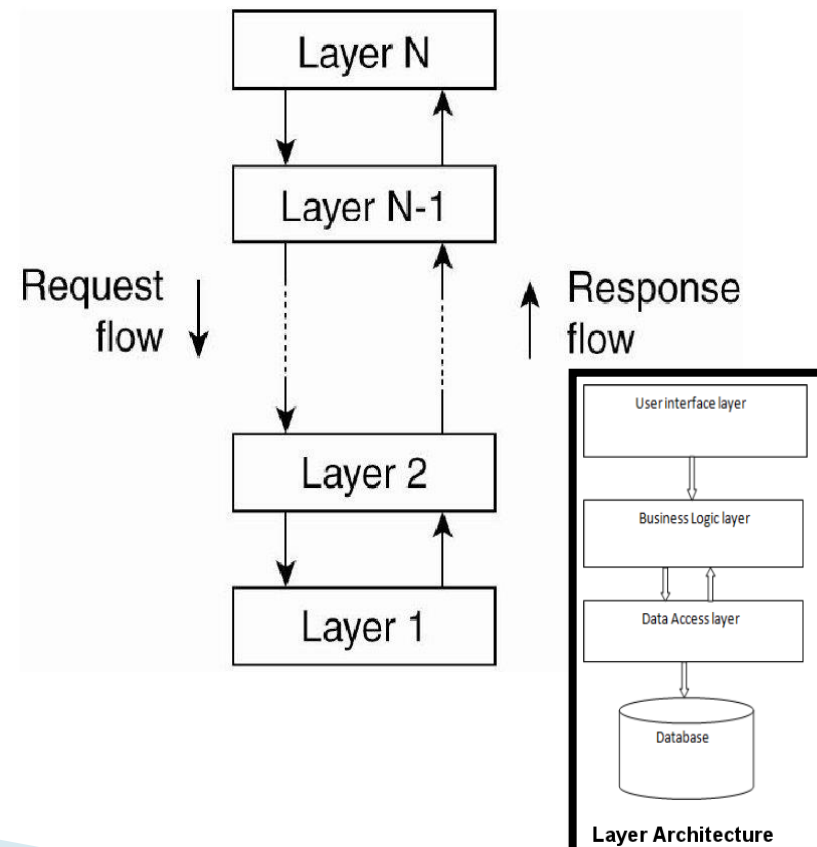 Layer N
Layer N-1
Request
flow
Response
flow
Layer 2
Layer 1
User interface layer
Business Logic layer
Data Access layer
Database
Layer Architecture